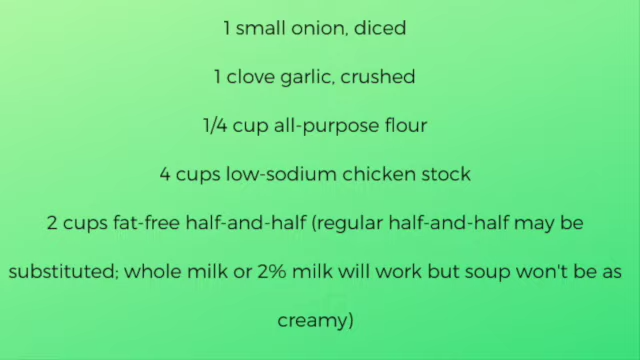 1 small onion, diced
1 clove garlic, crushed
1/4 cup all-purpose flour
4 cups low-sodium chicken stock
2 cups fat-free half-and-half (regular half-and-half may be
substituted; whole milk or 2% milk will work but soup won't be as
creamy)